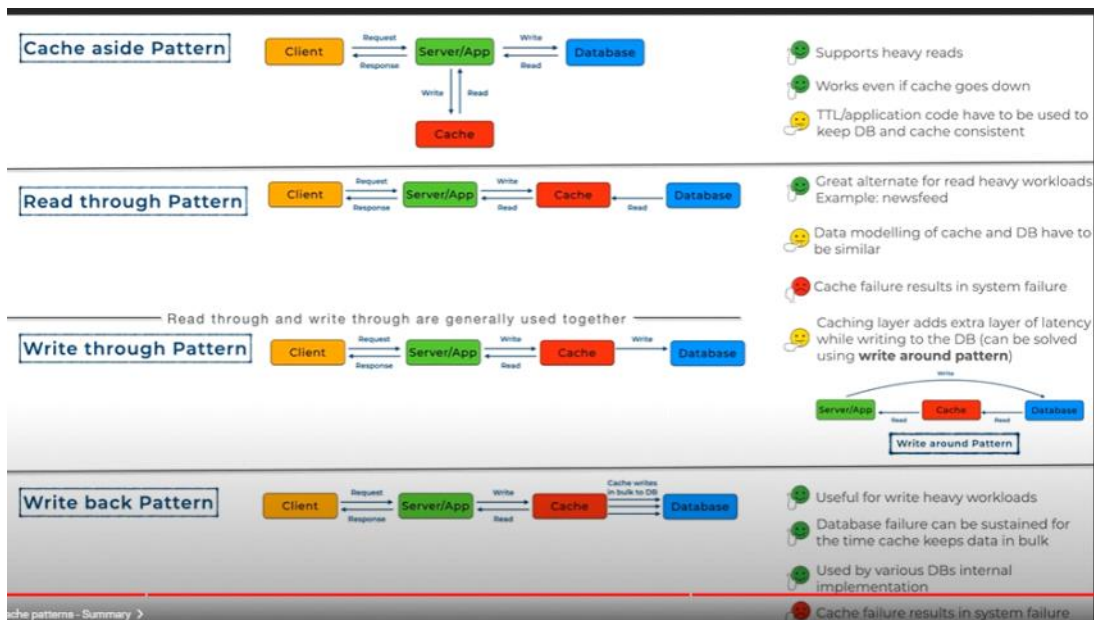 Cache aside Pattern
Client
Request
Response
Server/App
Write
Read
Database
Write
Read
Cache
Supports heavy reads
Works even if cache goes down
TTL/application code have to be used to
keep DB and cache consistent
Read through Pattern
Client
Request
Response
Server/App
Write
Read
Cache
Read
Database
Great alternate for read heavy workloads
Example: newsfeed
Data modelling of cache and DB have to
be similar
Cache failure results in system failure
Read through and write through are generally used together
Write through Pattern
Client
Request
Response
Server/App
Write
Read
Cache
Write
Database
Caching layer adds extra layer of latency
while writing to the DB (can be solved
using write around pattern)
Write
Server/App
Read
Cache
Read
Database
Write around Pattern
Write back Pattern
Client
Request
Response
Server/App
Write
Read
Cache
Cache writes
in bulk to DB
Database
Useful for write heavy workloads
Database failure can be sustained for
the time cache keeps data in bulk
Used by various DBs internal
implementation
Cache failure results in system failure
ache patterns - Summary >